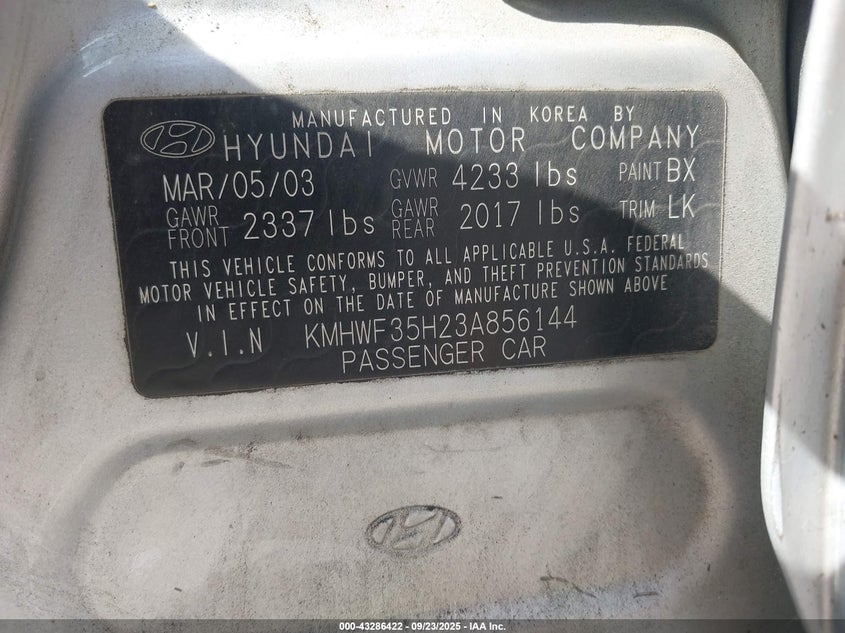 MANUFACTURED IN KOREA BY
HYUNDAI MOTOR COMPANY
MAR/05/03 GVWR 4233 lbs PAINT BX
GAWR FRONT 2337 lbs GAWR REAR 2017 lbs TRIM LK
THIS VEHICLE CONFORMS TO ALL APPLICABLE U.S.A. FEDERAL
MOTOR VEHICLE SAFETY, BUMPER, AND THEFT PREVENTION STANDARDS
IN EFFECT ON THE DATE OF MANUFACTURE SHOWN ABOVE
V.I.N KMHWF35H23A856144
PASSENGER CAR
000-43286422 - 09/23/2025 - IAA Inc.